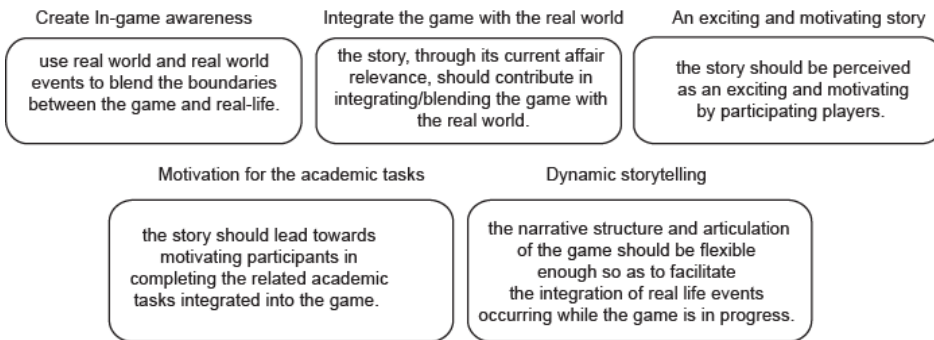 Create In-game awareness
use real world and real world
events to blend the boundaries
between the game and real-life.
Integrate the game with the real world
the story, through its current affair
relevance, should contribute in
integrating/blending the game with
the real world.
An exciting and motivating story
the story should be perceived
as an exciting and motivating
by participating players.
Motivation for the academic tasks
the story should lead towards
motivating participants in
completing the related academic
tasks integrated into the game.
Dynamic storytelling
the narrative structure and articulation
of the game should be flexible
enough so as to facilitate
the integration of real life events
occurring while the game is in progress.